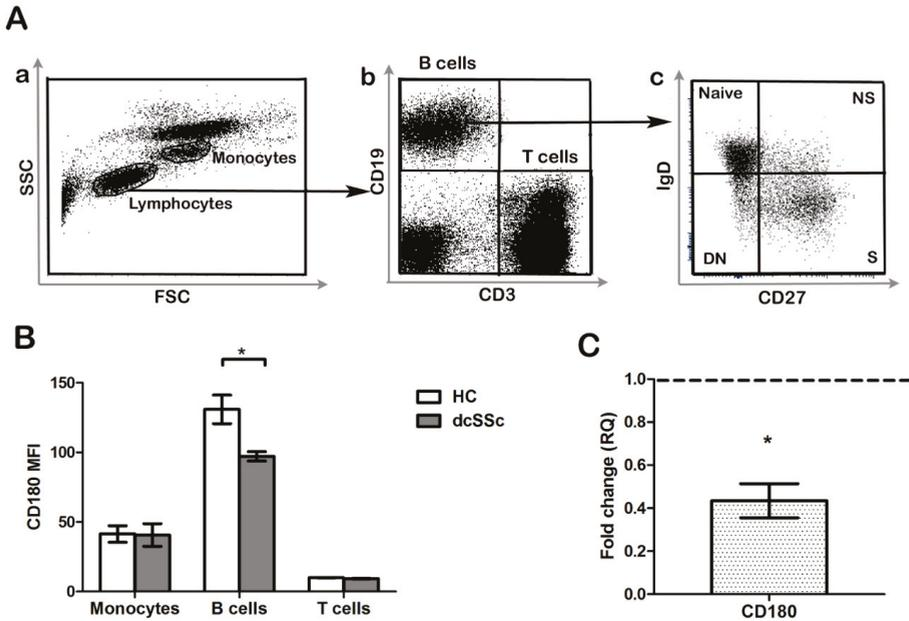 A
a
SSC
Monocytes
Lymphocytes
FSC
b
B cells
T cells
CD19
CD3
c
Naive
NS
DN
S
IgD
CD27
B
*
150
100
50
0
CD180 MFI
Monocytes
B cells
T cells
HC
dcSSc
C
1.0
0.8
0.6
0.4
0.2
0.0
Fold change (RQ)
*
CD180